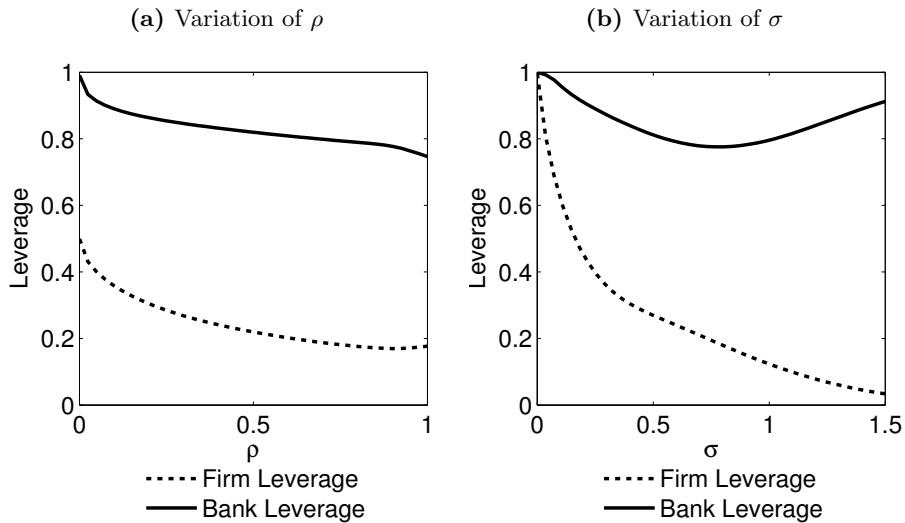 (a) Variation of ρ
(b) Variation of σ
1
0.8
0.6
0.4
0.2
0
Leverage
0
0.5
1
ρ
Firm Leverage
Bank Leverage
1
0.8
0.6
0.4
0.2
0
Leverage
0
0.5
1
1.5
σ
Firm Leverage
Bank Leverage